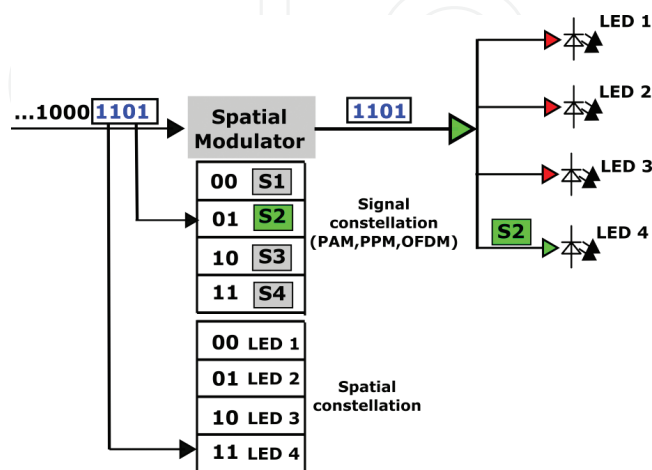 ...1000 1101
Spatial
Modulator
1101
00 S1
01 S2
10 S3
11 S4
Signal
constellation
(PAM,PPM,OFDM)
00 LED 1
01 LED 2
10 LED 3
11 LED 4
Spatial
constellation
LED 1
LED 2
LED 3
S2
LED 4